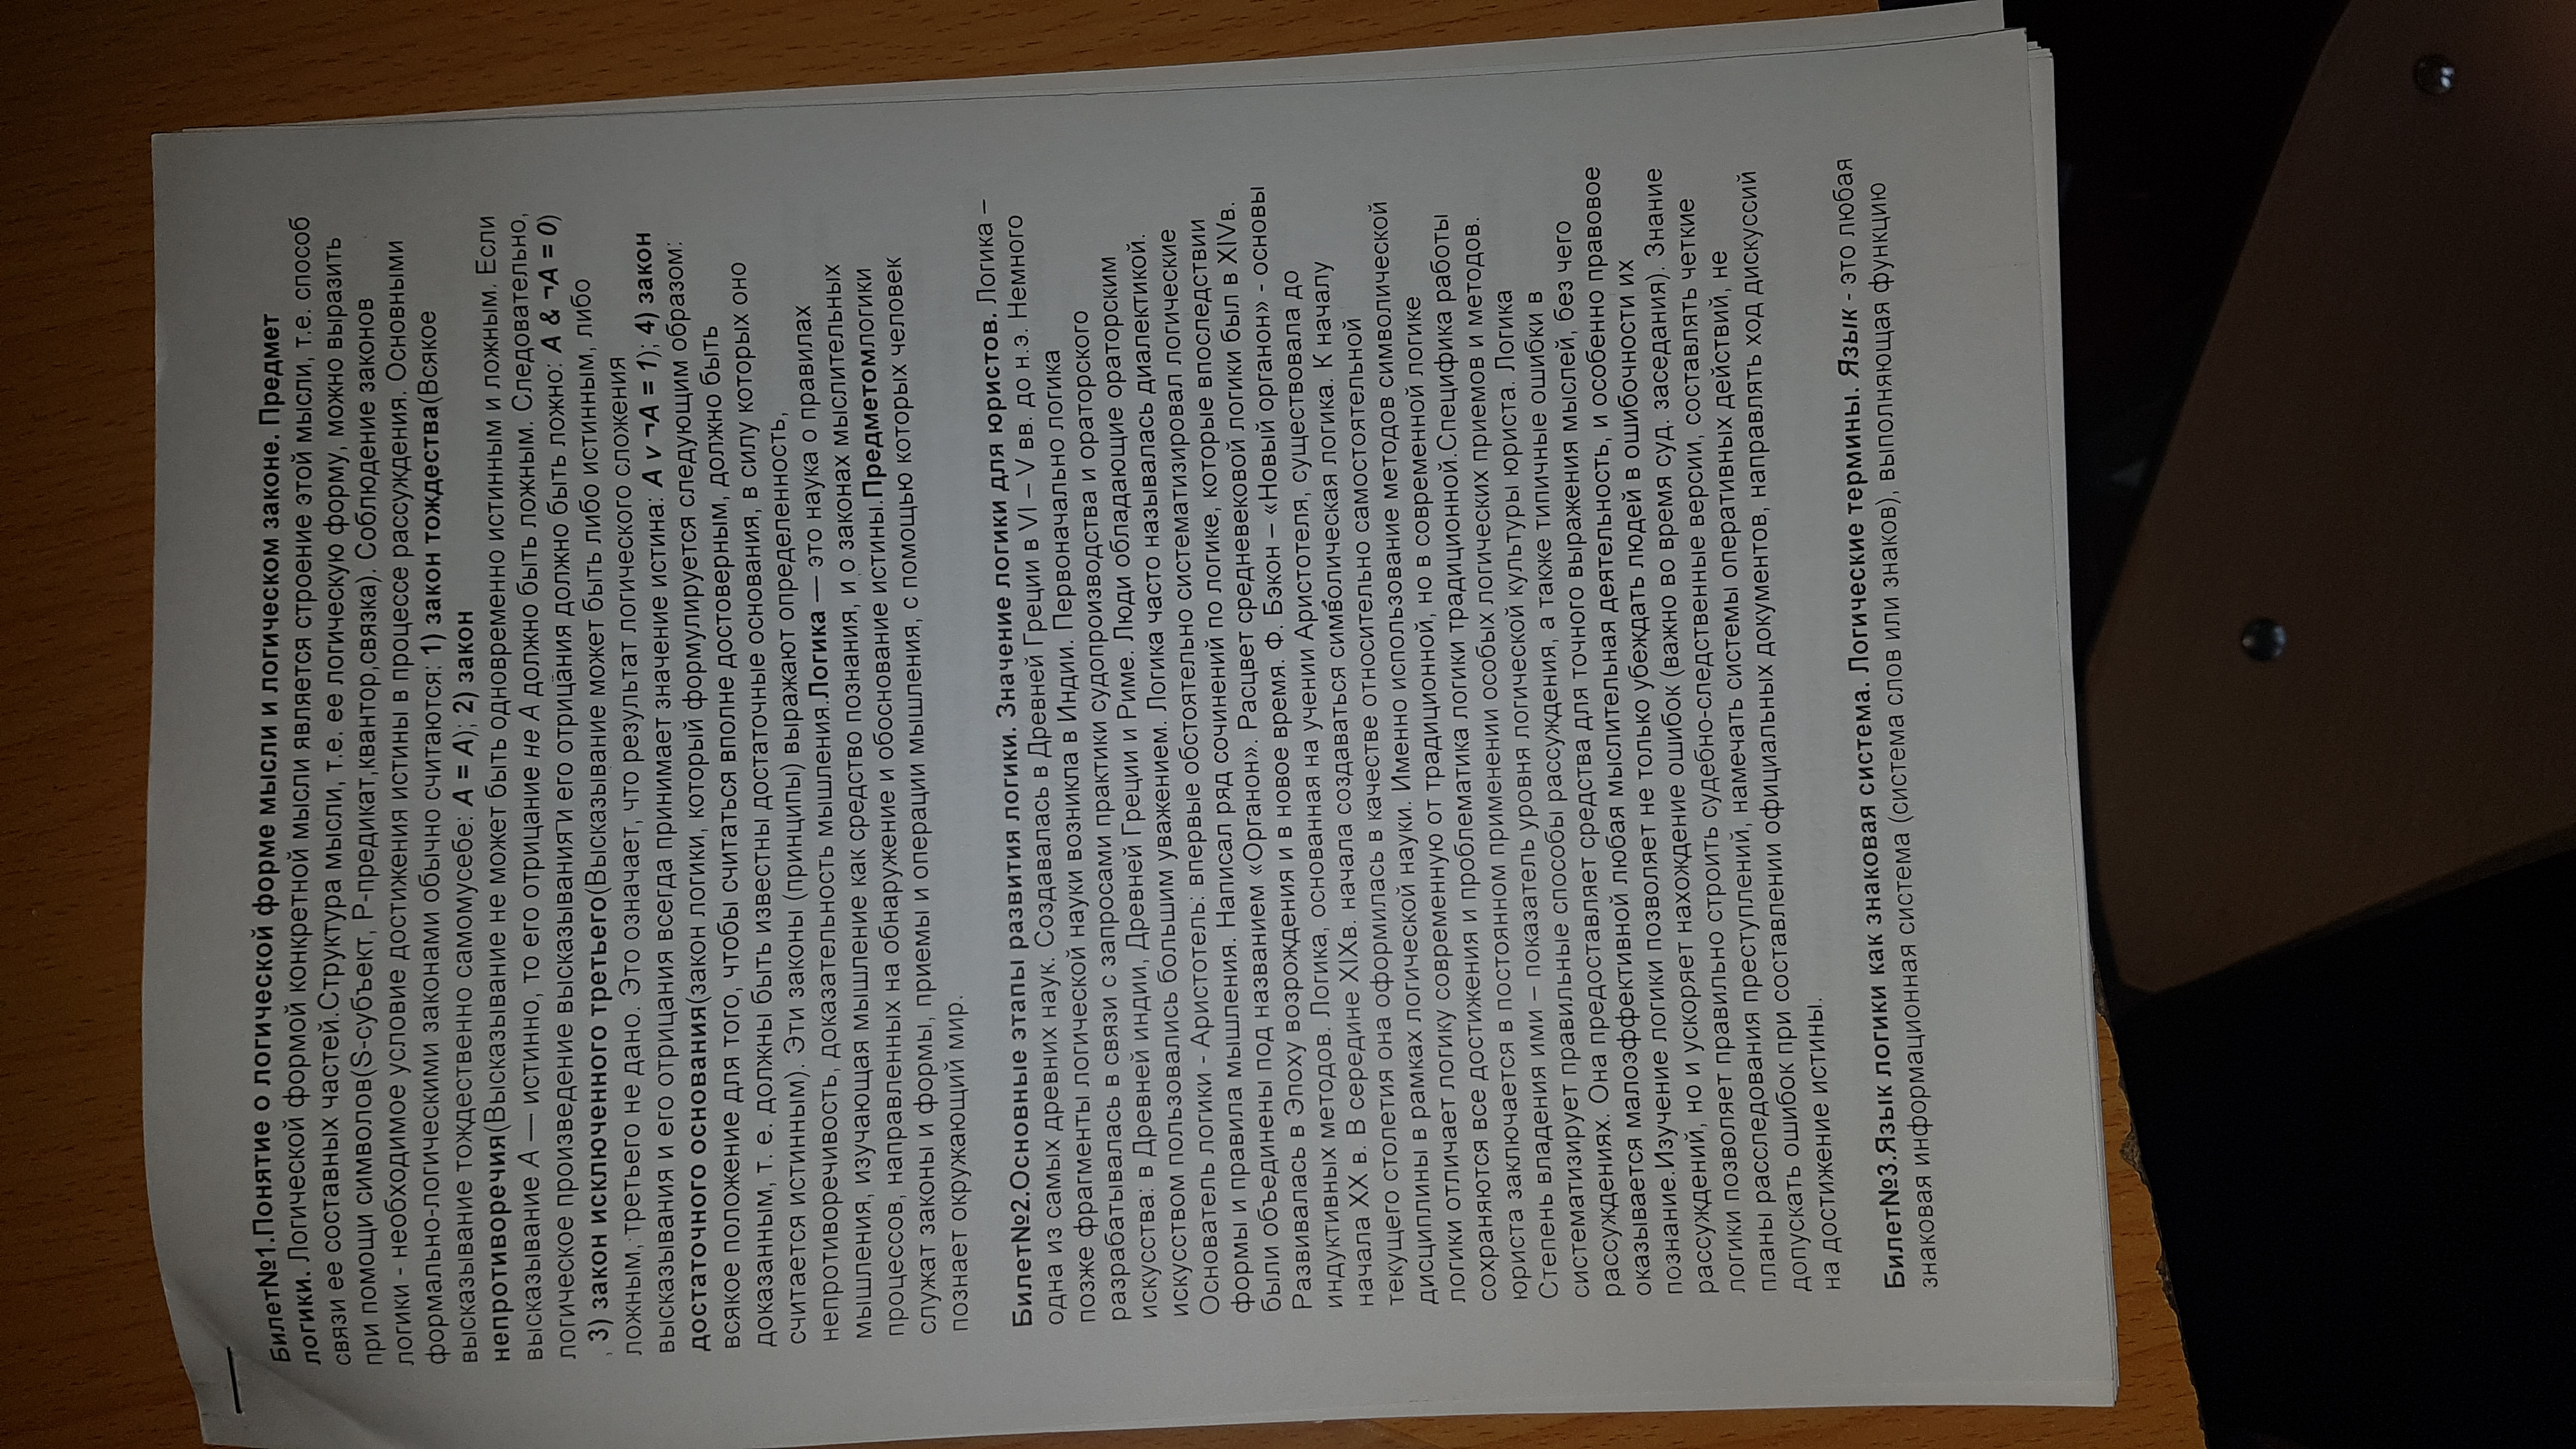 Билет№1.Понятие о логической форме мысли и логическом законе. Предмет
логики. Логической формой конкретной мысли является строение этой мысли, т.е. способ
связи ее составных частей.Структура мысли, т.е. ее логическую форму, можно выразить
при помощи символов(S-субъект, P-предикат,квантор,связка). Соблюдение законов
логики - необходимое условие достижения истины в процессе рассуждения. Основными
формально-логическими законами обычно считаются: 1) закон тождества(Всякое
высказывание тождественно самомусебе: A = A); 2) закон
непротиворечия(Высказывание не может быть одновременно истинным и ложным. Если
высказывание A — истинно, то его отрицание не A должно быть ложным. Следовательно,
логическое произведение высказывания и его отрицания должно быть ложно: A & ¬A = 0)
, 3) закон исключенного третьего(Высказывание может быть либо истинным, либо
ложным, третьего не дано. Это означает, что результат логического сложения
высказывания и его отрицания всегда принимает значение истина: A v ¬A = 1); 4) закон
достаточного основания(закон логики, который формулируется следующим образом:
всякое положение для того, чтобы считаться вполне достоверным, должно быть
доказанным, т. е. должны быть известны достаточные основания, в силу которых оно
считается истинным). Эти законы (принципы) выражают определенность,
непротиворечивость, доказательность мышления.Логика — это наука о правилах
мышления, изучающая мышление как средство познания, и о законах мыслительных
процессов, направленных на обнаружение и обоснование истины.Предметомлогики
служат законы и формы, приемы и операции мышления, с помощью которых человек
познает окружающий мир.
Билет№2.Основные этапы развития логики. Значение логики для юристов. Логика –
одна из самых древних наук. Создавалась в Древней Греции в VI – V вв. до н.э. Немного
позже фрагменты логической науки возникла в Индии. Первоначально логика
разрабатывалась в связи с запросами практики судопроизводства и ораторского
искусства: в Древней индии, Древней Греции и Риме. Люди обладающие ораторским
искусством пользовались большим уважением. Логика часто называлась диалектикой.
Основатель логики - Аристотель: впервые обстоятельно систематизировал логические
формы и правила мышления. Написал ряд сочинений по логике, которые впоследствии
были объединены под названием «Органон». Расцвет средневековой логики был в XIVв.
Развивалась в Эпоху возрождения и в новое время. Ф. Бэкон – «Новый органон» - основы
индуктивных методов. Логика, основанная на учении Аристотеля, существовала до
начала XX в. В середине XIXв. начала создаваться символическая логика. К началу
текущего столетия она оформилась в качестве относительно самостоятельной
дисциплины в рамках логической науки. Именно использование методов символической
логики отличает логику современную от традиционной, но в современной логике
сохраняются все достижения и проблематика логики традиционной.Специфика работы
юриста заключается в постоянном применении особых логических приемов и методов.
Степень владения ими – показатель уровня логической культуры юриста. Логика
систематизирует правильные способы рассуждения, а также типичные ошибки в
рассуждениях. Она предоставляет средства для точного выражения мыслей, без чего
оказывается малоэффективной любая мыслительная деятельность, и особенно правовое
познание.Изучение логики позволяет не только убеждать людей в ошибочности их
рассуждений, но и ускоряет нахождение ошибок (важно во время суд. заседания). Знание
логики позволяет правильно строить судебно-следственные версии, составлять четкие
планы расследования преступлений, намечать системы оперативных действий, не
допускать ошибок при составлении официальных документов, направлять ход дискуссий
на достижение истины.
Билет№3.Язык логики как знаковая система. Логические термины. Язык - это любая
знаковая информационная система (система слов или знаков), выполняющая функцию